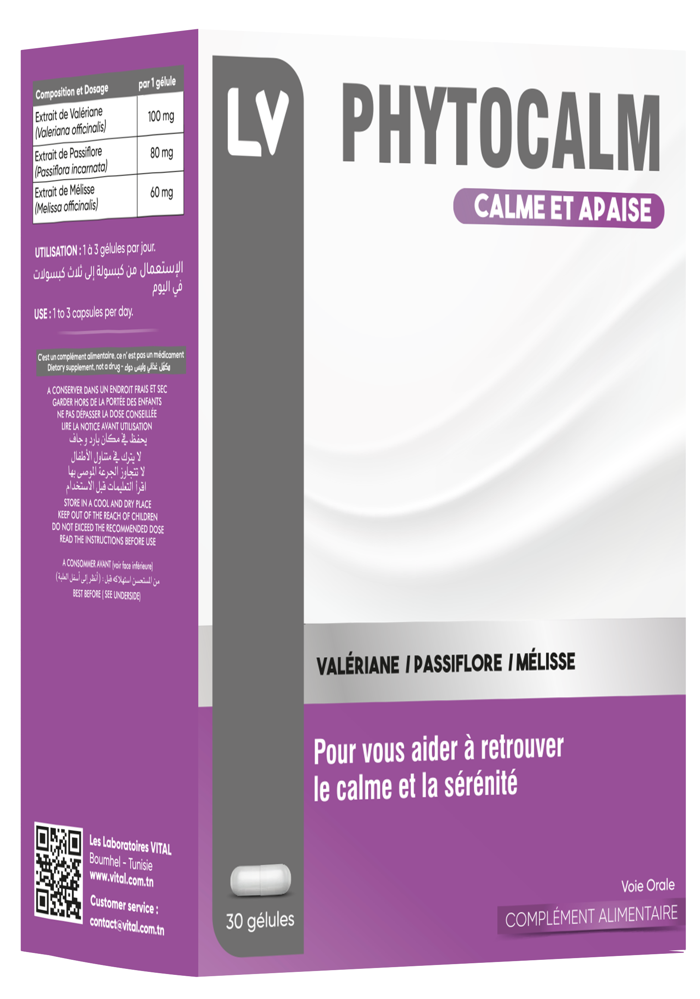 Composition et Dosage par 1 gélule
Extrait de Valériane
(Valeriana officinalis)
100 mg
Extrait de Passiflore
(Passiflora incarnata)
80 mg
Extrait de Mélisse
(Melissa officinalis)
60 mg
UTILISATION : 1 à 3 gélules par jour.
الإستعمال من كبسولة إلى ثلاث كبسولات
في اليوم
USE : 1 to 3 capsules per day.
C'est un complément alimentaire, ce n' est pas un médicament
Dietary supplement, not a drug - مكمّل غذائي وليس دواء
A CONSERVER DANS UN ENDROIT FRAIS ET SEC
GARDER HORS DE LA PORTÉE DES ENFANTS
NE PAS DÉPASSER LA DOSE CONSEILLÉE
LIRE LA NOTICE AVANT UTILISATION
يحفظ في مكان بارد و جاف
لا يترك في متناول الأطفال
لا تتجاوز الجرعة الموصى بها
اقرأ التعليمات قبل الاستخدام
STORE IN A COOL AND DRY PLACE
KEEP OUT OF THE REACH OF CHILDREN
DO NOT EXCEED THE RECOMMENDED DOSE
READ THE INSTRUCTIONS BEFORE USE
A CONSOMMER AVANT (voir face inférieure)
من المستحسن استهلاكه قبل : (أنظر إلى أسفل العلبة)
BEST BEFORE ( SEE UNDERSIDE)
Les Laboratoires VITAL
Boumhel - Tunisie
www.vital.com.tn
Customer service :
contact@vital.com.tn
LV
PHYTOCALM
CALME ET APAISE
VALÉRIANE / PASSIFLORE / MÉLISSE
Pour vous aider à retrouver
le calme et la sérénité
30 gélules
Voie Orale
COMPLÉMENT ALIMENTAIRE